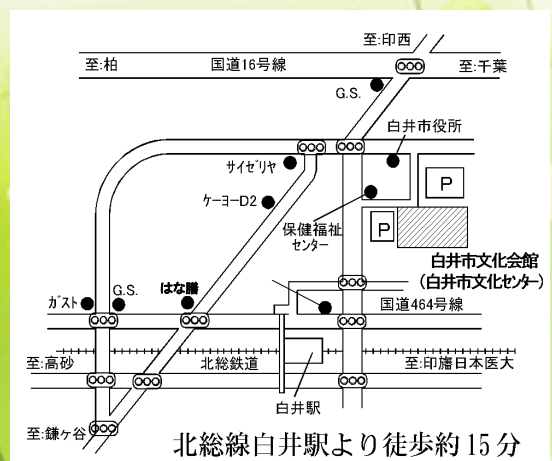 至:印西
至:柏
国道16号線
至:千葉
G.S.
白井市役所
サイゼリヤ
P
ケーヨーD2
保健福祉
センター
P
白井市文化会館
(白井市文化センター)
はな膳
ガスト
G.S.
国道464号線
至:高砂
北総鉄道
至:印旛日本医大
白井駅
至:鎌ヶ谷
北総線白井駅より徒歩約15分